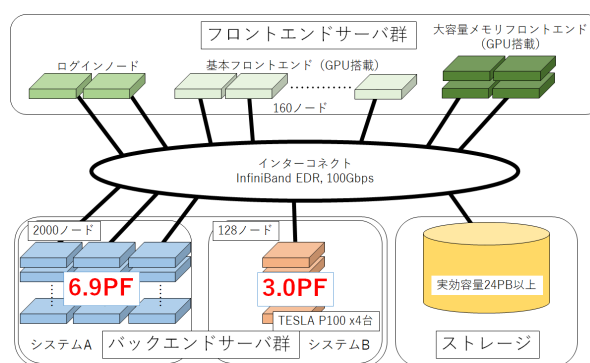 フロントエンドサーバ群
大容量メモリフロントエンド
(GPU搭載)
ログインノード
基本フロントエンド（GPU搭載）
160ノード
インターコネクト
InfiniBand EDR, 100Gbps
2000ノード
6.9PF
システムA
128ノード
3.0PF
TESLA P100 x4台
システムB
バックエンドサーバ群
実効容量24PB以上
ストレージ